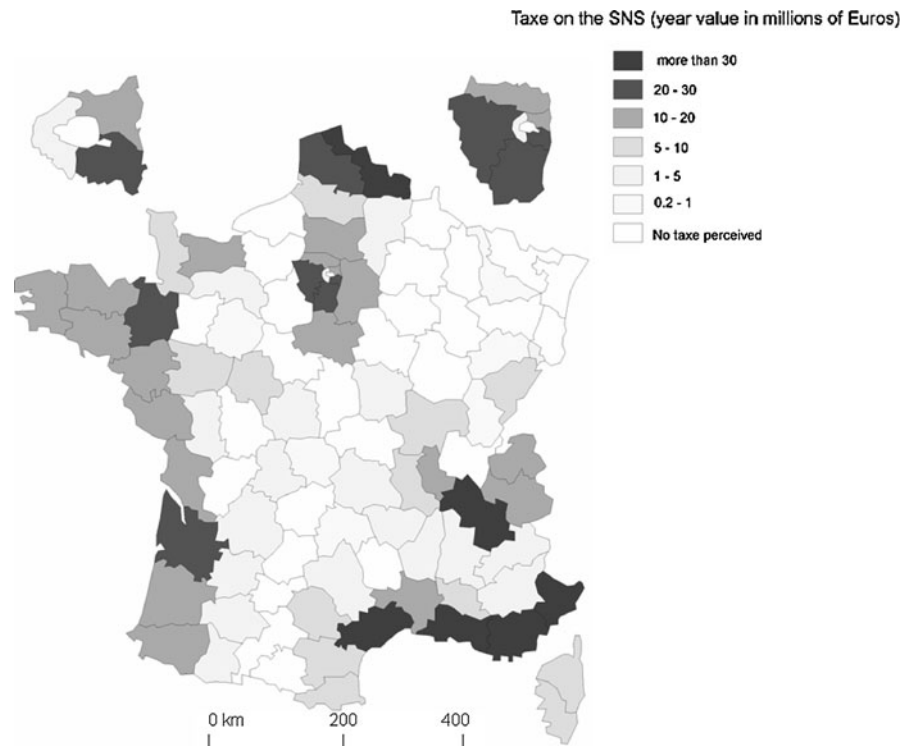 Taxe on the SNS (year value in millions of Euros)
more than 30
20 - 30
10 - 20
5 - 10
1 - 5
0.2 - 1
No taxe perceived
0 km 200 400